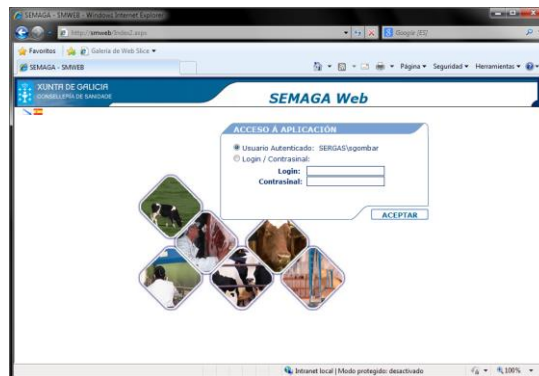 SEMAGA - SMWEB - Windows Internet Explorer
http://smweb/Index2.aspx
Google (ES)
Favoritos
Galería de Web Slice
SEMAGA - SMWEB
Página Seguridad Herramientas
XUNTA DE GALICIA
CONSELLERÍA DE SANIDADE
SEMAGA Web
ACCESO Á APLICACIÓN
Usuario Autenticado: SERGAS\sgombar
Login / Contrasinal:
Login:
Contrasinal:
ACEPTAR
Intranet local | Modo protegido: desactivado
100%